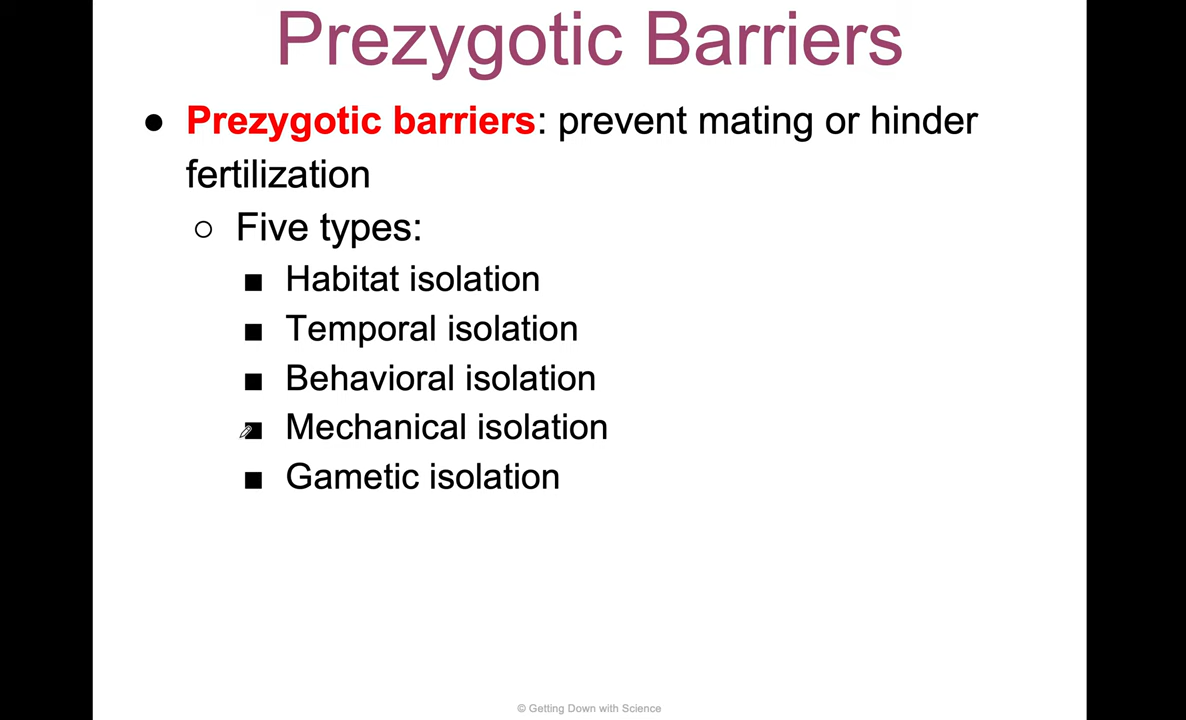 Prezygotic Barriers
● Prezygotic barriers: prevent mating or hinder
fertilization
○ Five types:
■ Habitat isolation
■ Temporal isolation
■ Behavioral isolation
■ Mechanical isolation
■ Gametic isolation
© Getting Down with Science